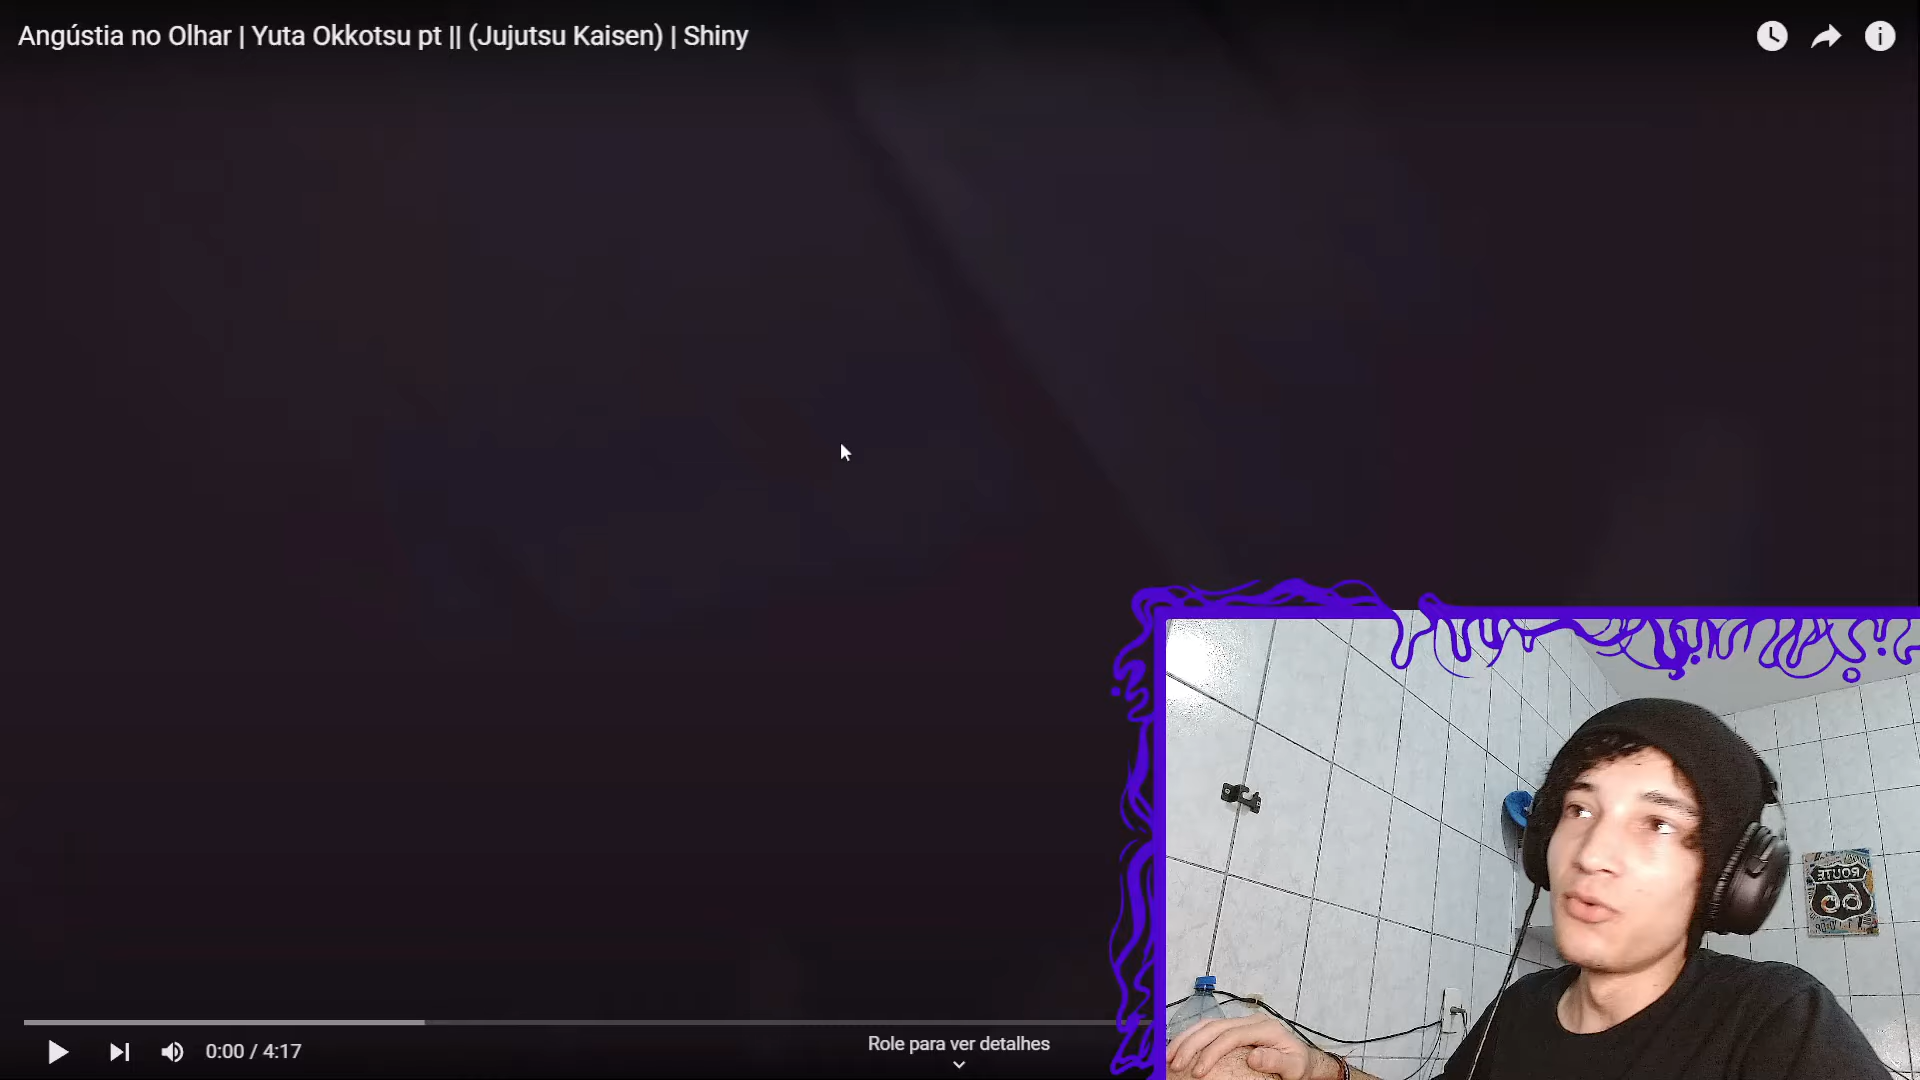 Angústia no Olhar | Yuta Okkotsu pt || (Jujutsu Kaisen) | Shiny
ROUTE
66
0:00 / 4:17
Role para ver detalhes